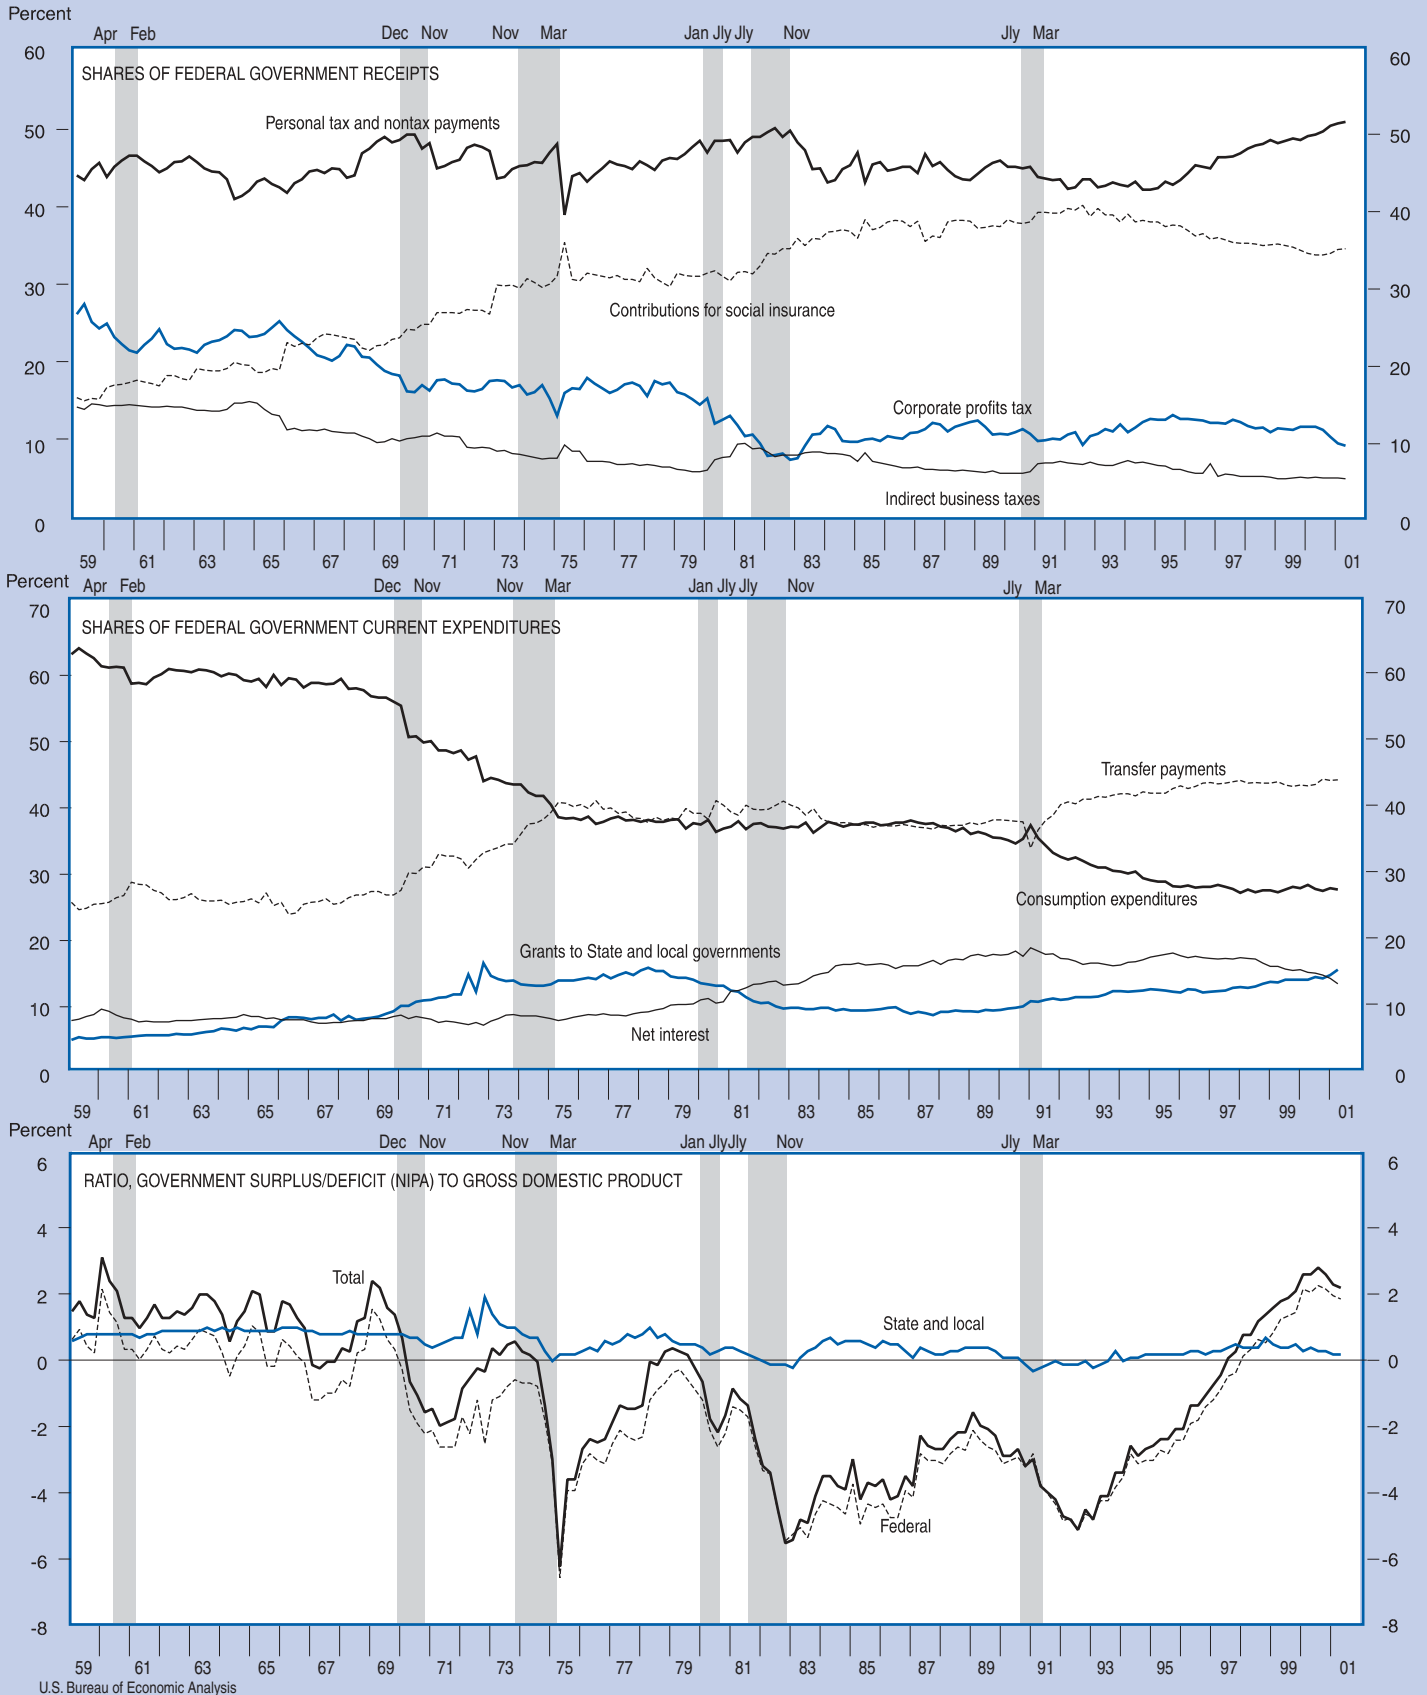 Percent
Apr Feb Dec Nov Nov Mar Jan Jly Jly Nov Jly Mar
60 60
SHARES OF FEDERAL GOVERNMENT RECEIPTS
Personal tax and nontax payments
50 50
40 40
30 30
Contributions for social insurance
20 20
Corporate profits tax
10 10
Indirect business taxes
0 0
59 61 63 65 67 69 71 73 75 77 79 81 83 85 87 89 91 93 95 97 99 01
Percent
Apr Feb Dec Nov Nov Mar Jan Jly Jly Nov Jly Mar
70 70
SHARES OF FEDERAL GOVERNMENT CURRENT EXPENDITURES
60 60
50 50
Transfer payments
40 40
30 30
Consumption expenditures
20 20
Grants to State and local governments
10 10
Net interest
0 0
59 61 63 65 67 69 71 73 75 77 79 81 83 85 87 89 91 93 95 97 99 01
Percent
Apr Feb Dec Nov Nov Mar Jan Jly Jly Nov Jly Mar
6 6
RATIO, GOVERNMENT SURPLUS/DEFICIT (NIPA) TO GROSS DOMESTIC PRODUCT
4 4
Total
2 2
State and local
0 0
-2 -2
-4 -4
Federal
-6 -6
-8 -8
59 61 63 65 67 69 71 73 75 77 79 81 83 85 87 89 91 93 95 97 99 01
U.S. Bureau of Economic Analysis